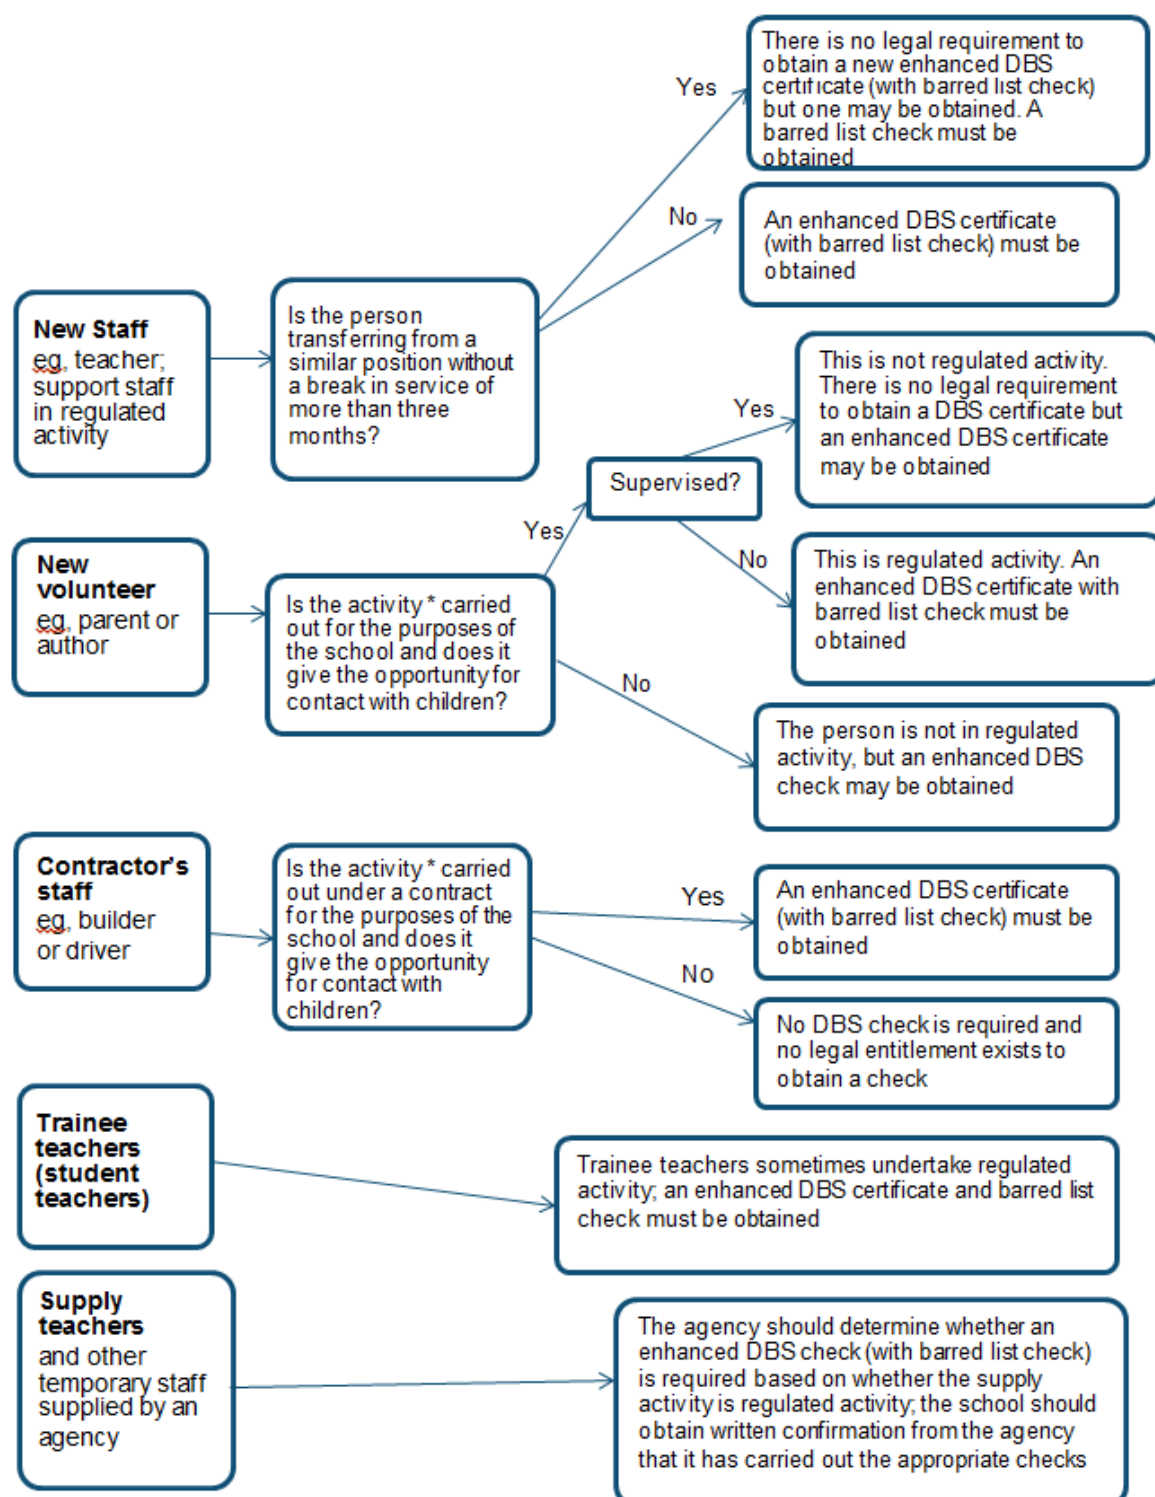 There is no legal requirement to
obtain a new enhanced DBS
certificate (with barred list check)
but one may be obtained. A
barred list check must be
obtained
Yes
No
An enhanced DBS certificate
(with barred list check) must be
obtained
New Staff
eg, teacher;
support staff
in regulated
activity
Is the person
transferring from a
similar position without
a break in service of
more than three
months?
This is not regulated activity.
There is no legal requirement
to obtain a DBS certificate but
an enhanced DBS certificate
may be obtained
Yes
Supervised?
Yes
No
This is regulated activity. An
enhanced DBS certificate with
barred list check must be
obtained
New
volunteer
eg, parent or
author
Is the activity * carried
out for the purposes of
the school and does it
give the opportunity for
contact with children?
No
The person is not in regulated
activity, but an enhanced DBS
check may be obtained
Contractor's
staff
eg, builder
or driver
Is the activity * carried
out under a contract
for the purposes of the
school and does it
give the opportunity
for contact with
children?
Yes
An enhanced DBS certificate
(with barred list check) must be
obtained
No
No DBS check is required and
no legal entitlement exists to
obtain a check
Trainee
teachers
(student
teachers)
Trainee teachers sometimes undertake regulated
activity; an enhanced DBS certificate and barred list
check must be obtained
Supply
teachers
and other
temporary staff
supplied by an
agency
The agency should determine whether an
enhanced DBS check (with barred list check)
is required based on whether the supply
activity is regulated activity; the school should
obtain written confirmation from the agency
that it has carried out the appropriate checks